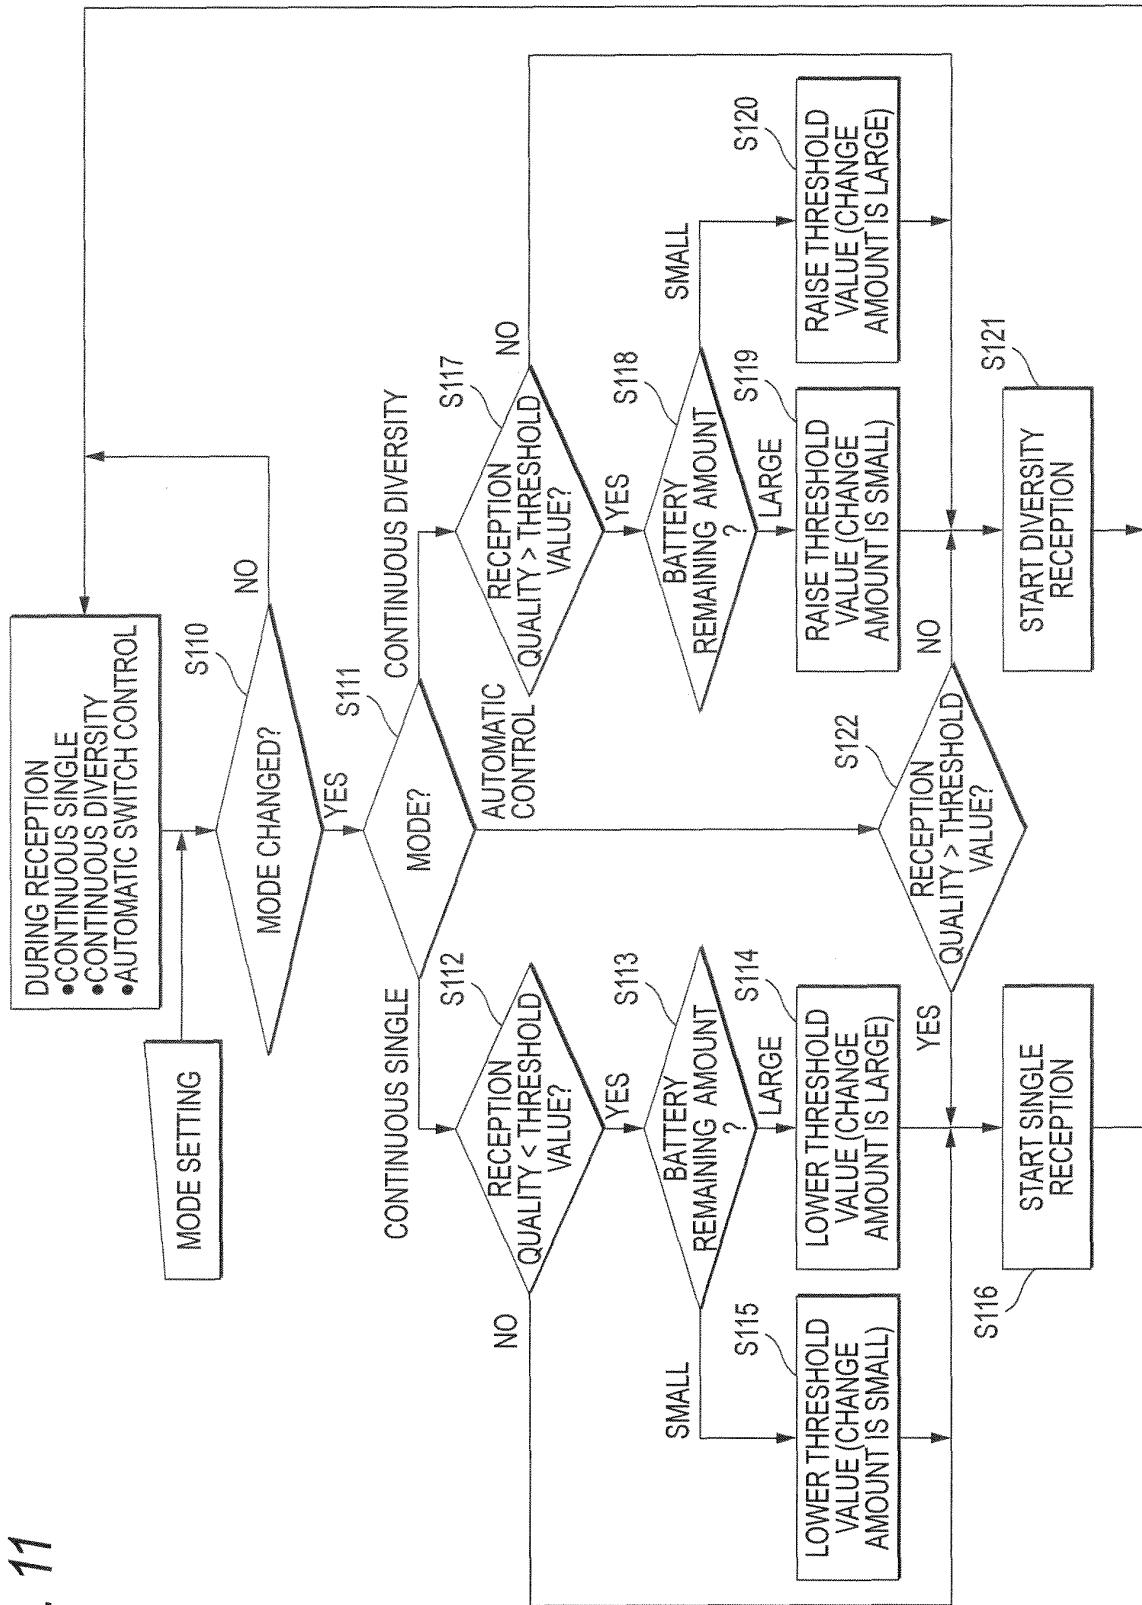 . 11
DURING RECEPTION
●CONTINUOUS SINGLE
●CONTINUOUS DIVERSITY
●AUTOMATIC SWITCH CONTROL
MODE SETTING
S110
MODE CHANGED?
NO
YES
S111
MODE?
CONTINUOUS SINGLE
CONTINUOUS DIVERSITY
AUTOMATIC
CONTROL
S112
RECEPTION
QUALITY < THRESHOLD
VALUE?
NO
YES
S113
BATTERY
REMAINING AMOUNT
?
SMALL
LARGE
S115
LOWER THRESHOLD
VALUE (CHANGE
AMOUNT IS SMALL)
S114
LOWER THRESHOLD
VALUE (CHANGE
AMOUNT IS LARGE)
S117
RECEPTION
QUALITY > THRESHOLD
VALUE?
NO
YES
S118
BATTERY
REMAINING AMOUNT
?
SMALL
LARGE
S119
RAISE THRESHOLD
VALUE (CHANGE
AMOUNT IS SMALL)
S120
RAISE THRESHOLD
VALUE (CHANGE
AMOUNT IS LARGE)
S122
RECEPTION
QUALITY > THRESHOLD
VALUE?
YES
NO
S116
START SINGLE
RECEPTION
S121
START DIVERSITY
RECEPTION